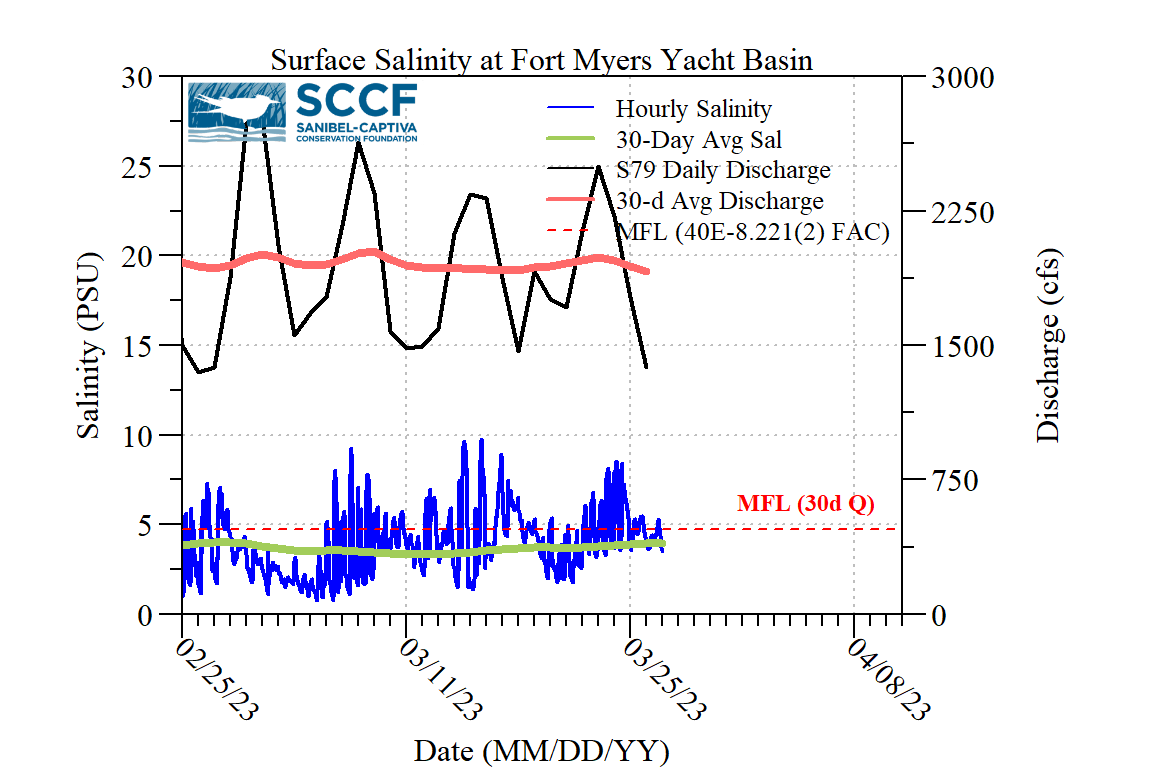 Surface Salinity at Fort Myers Yacht Basin
SCCF
SANIBEL-CAPTIVA
CONSERVATION FOUNDATION
Hourly Salinity
30-Day Avg Sal
S79 Daily Discharge
30-d Avg Discharge
MFL (40E-8.221(2) FAC)
30
25
20
15
10
5
0
Salinity (PSU)
3000
2250
1500
750
0
Discharge (cfs)
MFL (30d Q)
02/25/23
03/11/23
03/25/23
04/08/23
Date (MM/DD/YY)